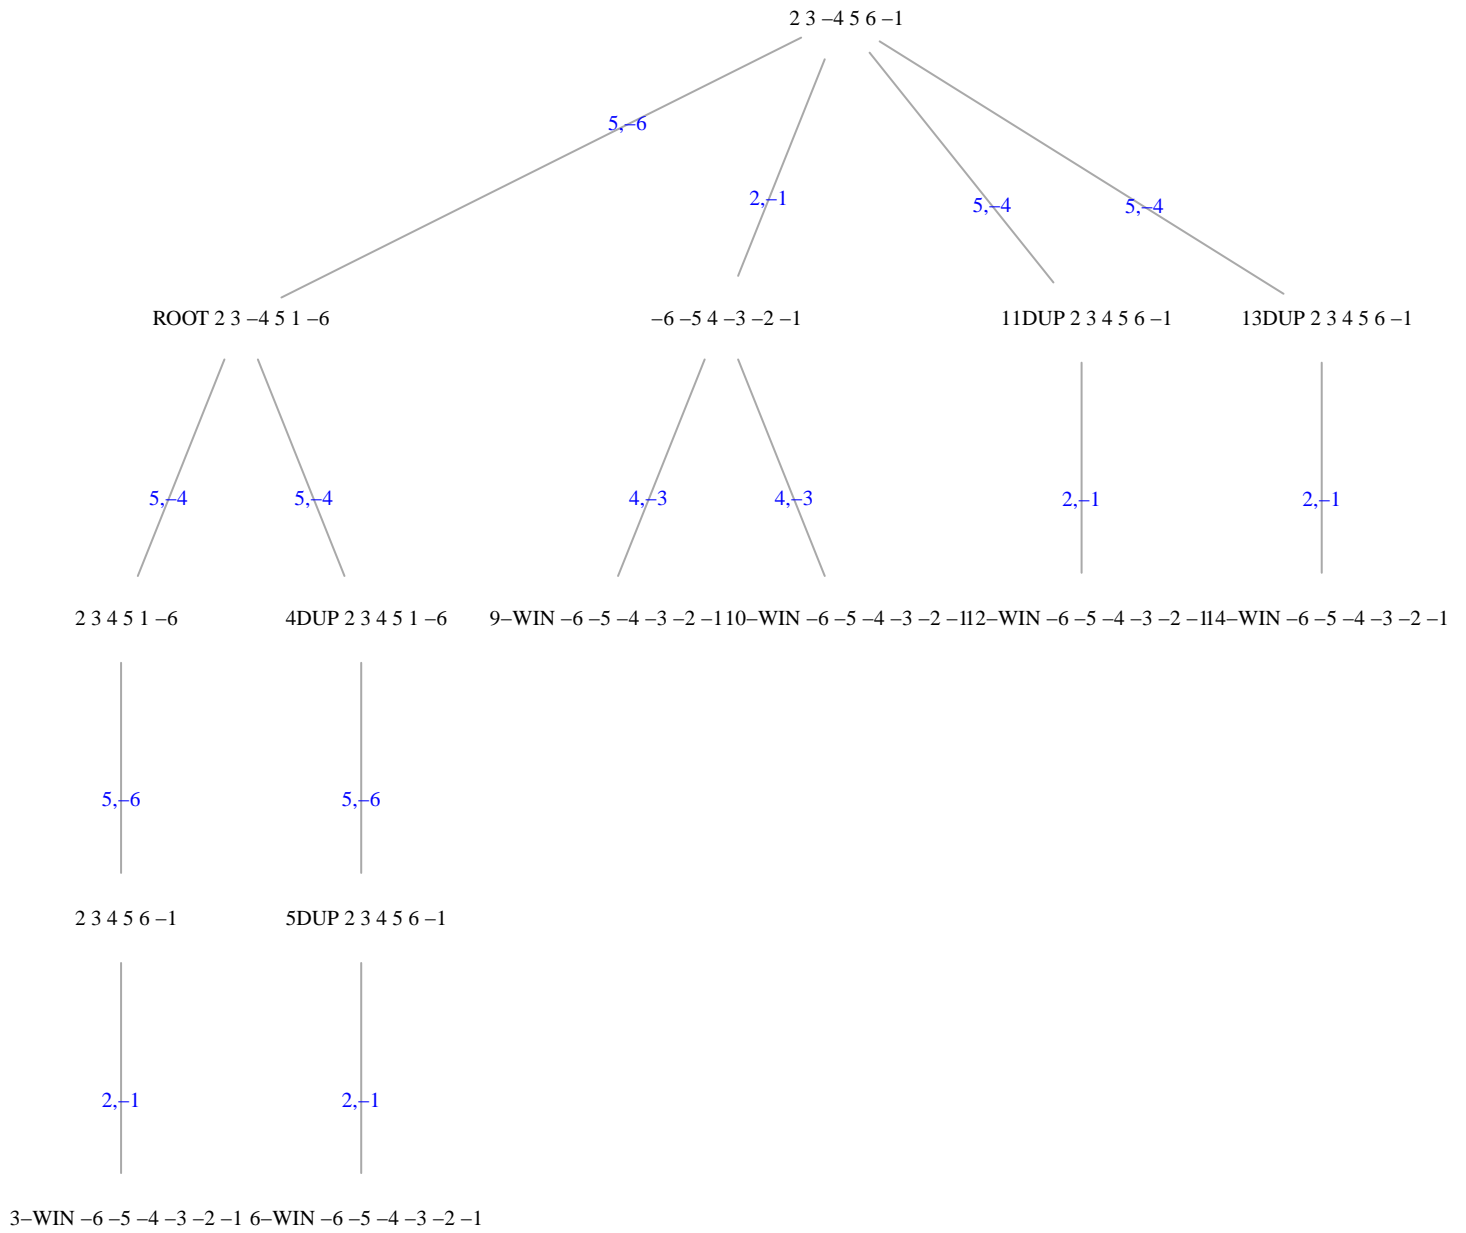 2 3 –4 5 6 –1
5,–6
2,–1
5,–4
5,–4
ROOT 2 3 –4 5 1 –6
–6 –5 4 –3 –2 –1
11DUP 2 3 4 5 6 –1
13DUP 2 3 4 5 6 –1
5,–4
5,–4
4,–3
4,–3
2,–1
2,–1
2 3 4 5 1 –6
4DUP 2 3 4 5 1 –6
9–WIN –6 –5 –4 –3 –2 –1
10–WIN –6 –5 –4 –3 –2 –1
12–WIN –6 –5 –4 –3 –2 –1
14–WIN –6 –5 –4 –3 –2 –1
5,–6
5,–6
2 3 4 5 6 –1
5DUP 2 3 4 5 6 –1
2,–1
2,–1
3–WIN –6 –5 –4 –3 –2 –1
6–WIN –6 –5 –4 –3 –2 –1